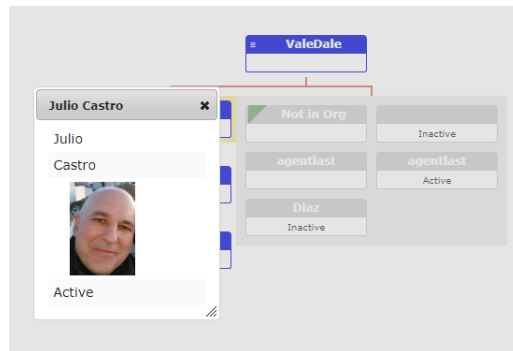 ≡ ValeDale
Julio Castro ✖
Julio
Castro
Active
Not in Org
Inactive
agentlast
agentlast
Active
Diaz
Inactive